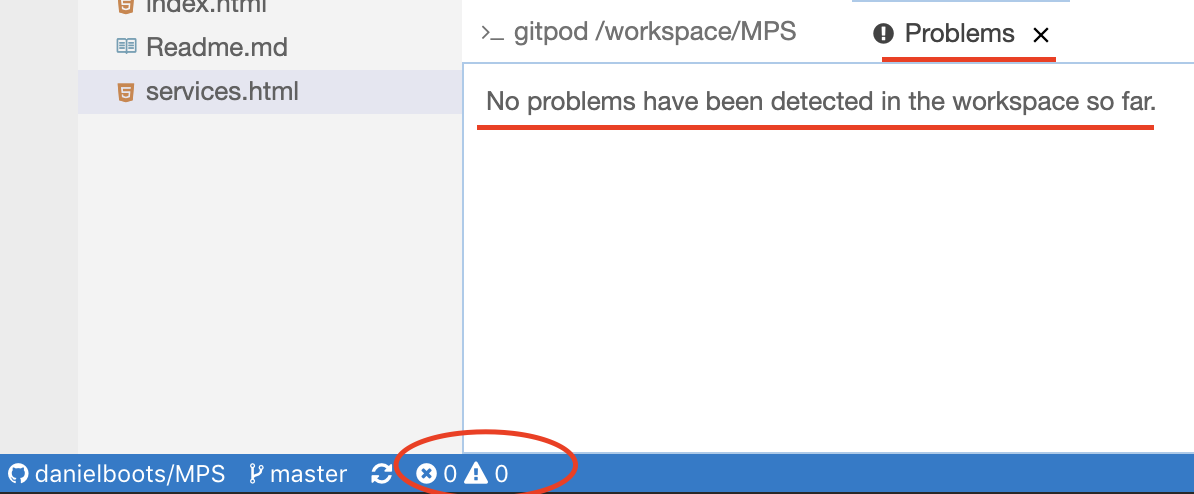 index.html
Readme.md
services.html
>_ gitpod /workspace/MPS
Problems
No problems have been detected in the workspace so far.
danielboots/MPS master 0 0